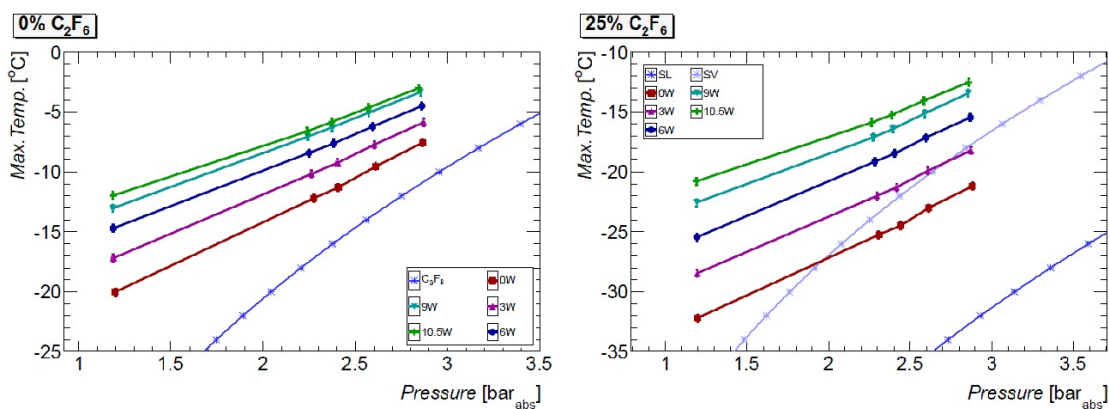 0% C₂F₆
Max.Temp.[°C]
0
-5
-10
-15
-20
-25
1
1.5
2
2.5
3
3.5
Pressure [bar_abs]
C₃F₈
0W
9W
3W
10.5W
6W
25% C₂F₆
Max.Temp.[°C]
-10
-15
-20
-25
-30
-35
1
1.5
2
2.5
3
3.5
Pressure [bar_abs]
SL
SV
0W
9W
3W
10.5W
6W